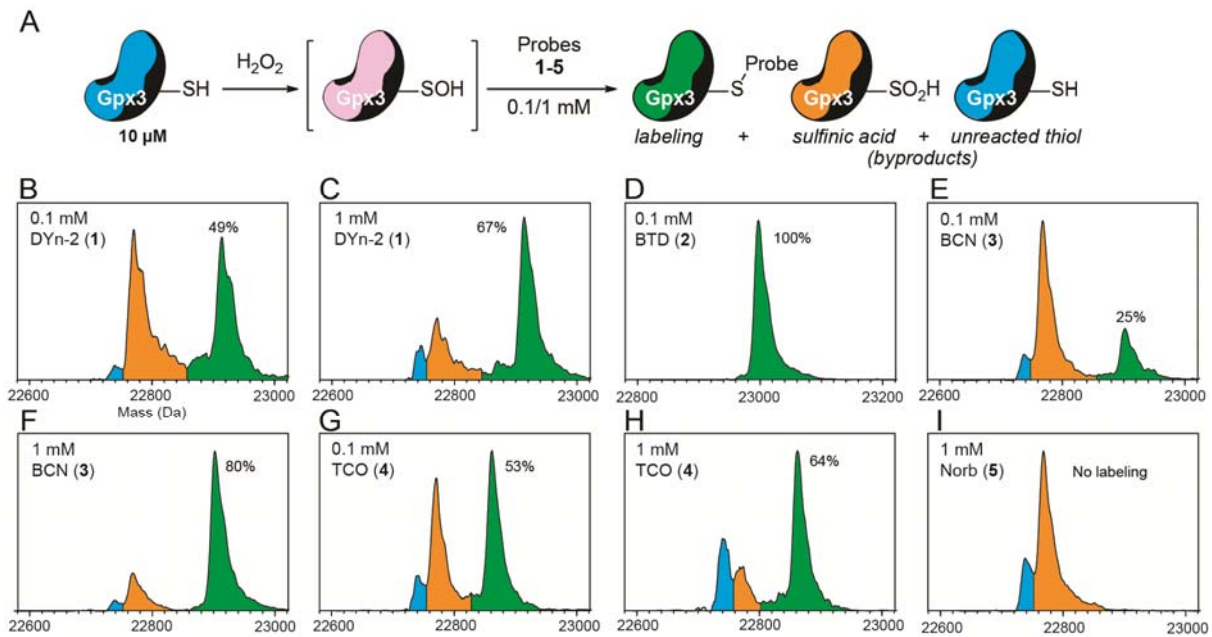 A
Gpx3
SH
10 µM
H2O2
Gpx3
SOH
Probes
1-5
0.1/1 mM
Gpx3
S
Probe
labeling
+
Gpx3
SO2H
sulfinic acid
+
Gpx3
SH
unreacted thiol
(byproducts)
B
0.1 mM
DYn-2 (1)
49%
22600 22800 23000
Mass (Da)
C
1 mM
DYn-2 (1)
67%
22600 22800 23000
D
0.1 mM
BTD (2)
100%
22800 23000 23200
E
0.1 mM
BCN (3)
25%
22600 22800 23000
F
1 mM
BCN (3)
80%
22600 22800 23000
G
0.1 mM
TCO (4)
53%
22600 22800 23000
H
1 mM
TCO (4)
64%
22600 22800 23000
I
1 mM
Norb (5)
No labeling
22600 22800 23000